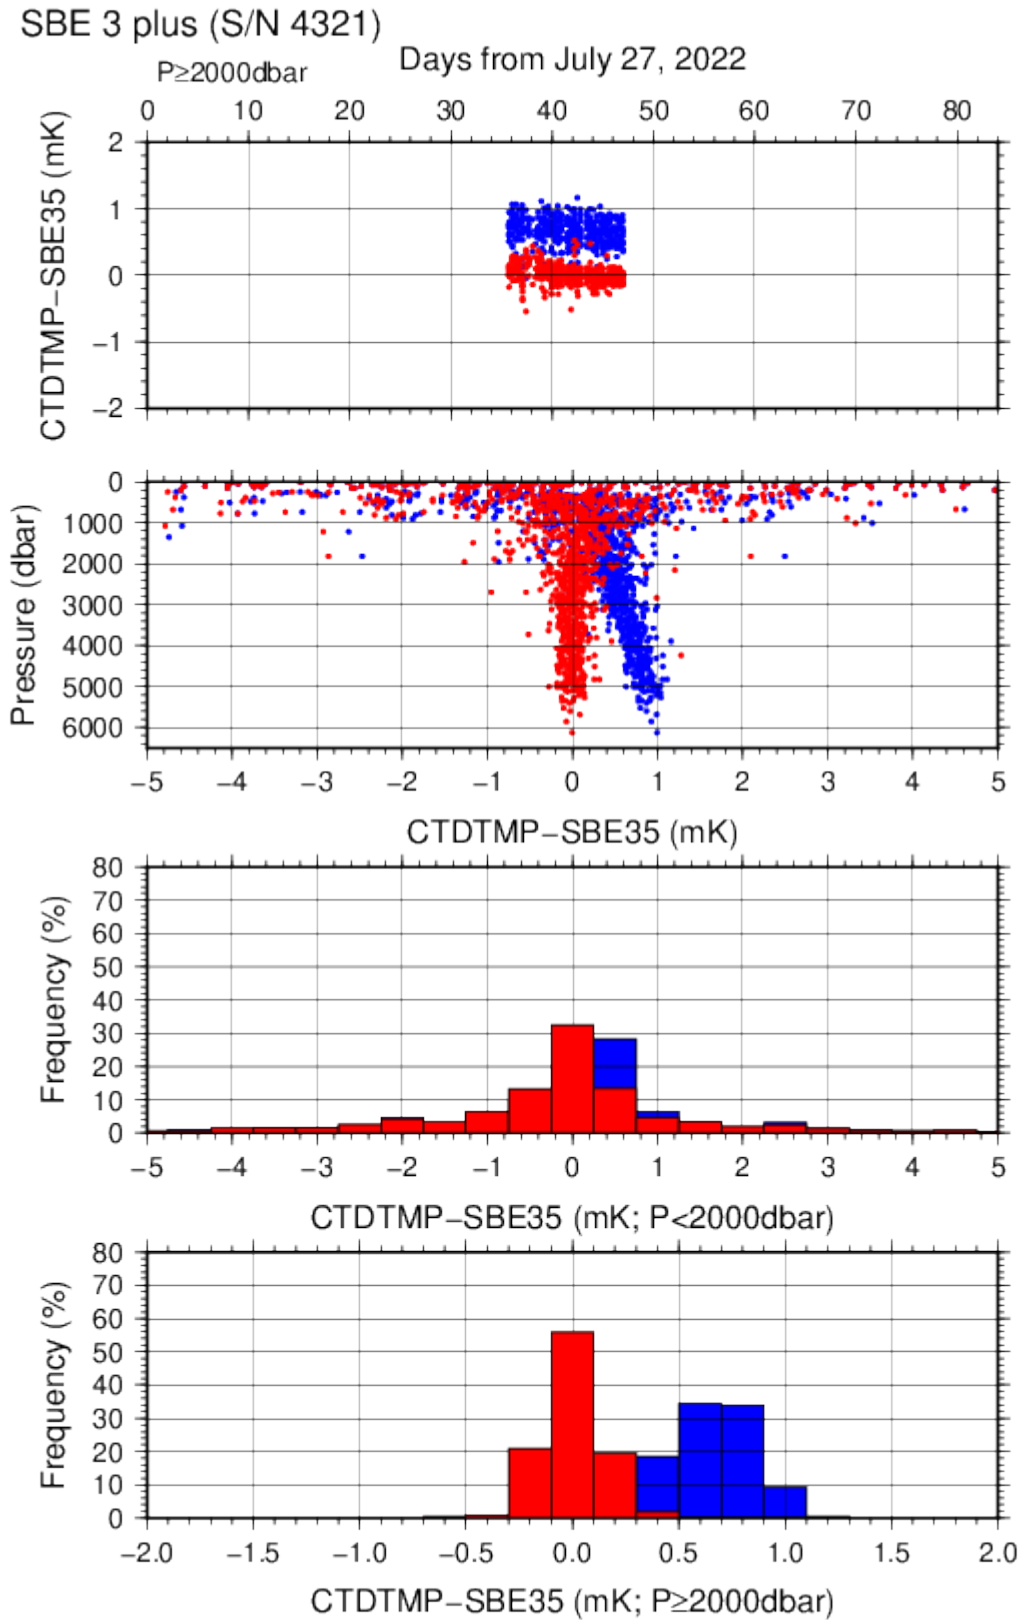 SBE 3 plus (S/N 4321)
Days from July 27, 2022
P≥2000dbar
0 10 20 30 40 50 60 70 80
CTDTMP−SBE35 (mK)
2
1
0
−1
−2
Pressure (dbar)
0
1000
2000
3000
4000
5000
6000
−5 −4 −3 −2 −1 0 1 2 3 4 5
CTDTMP−SBE35 (mK)
Frequency (%)
80
70
60
50
40
30
20
10
0
−5 −4 −3 −2 −1 0 1 2 3 4 5
CTDTMP−SBE35 (mK; P<2000dbar)
Frequency (%)
80
70
60
50
40
30
20
10
0
−2.0 −1.5 −1.0 −0.5 0.0 0.5 1.0 1.5 2.0
CTDTMP−SBE35 (mK; P≥2000dbar)